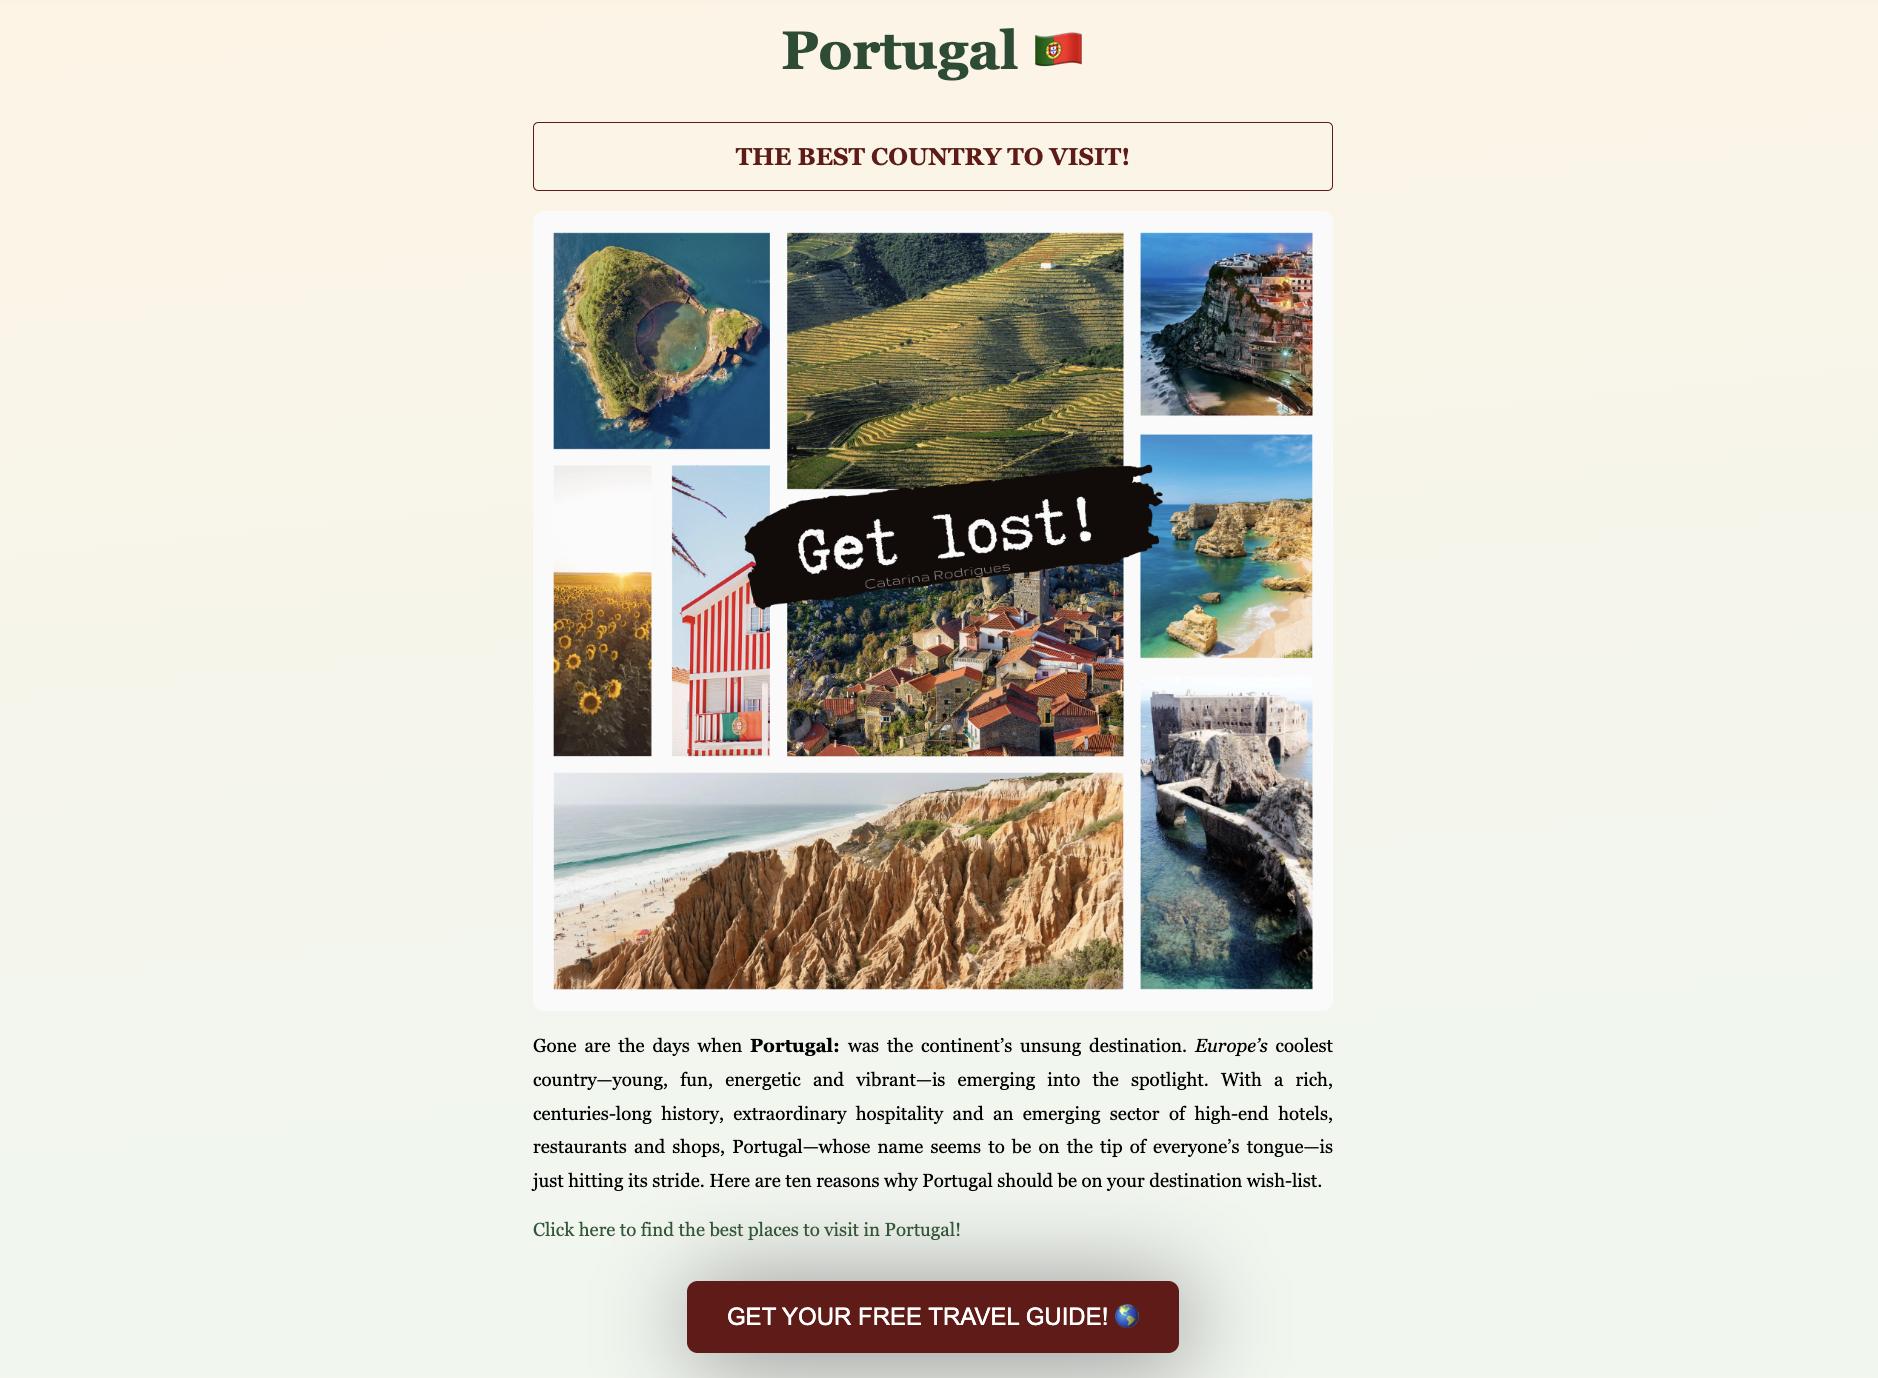 Portugal 🇵🇹
THE BEST COUNTRY TO VISIT!
Get lost!
Catarina Rodrigues
Gone are the days when Portugal: was the continent’s unsung destination. Europe’s coolest
country—young, fun, energetic and vibrant—is emerging into the spotlight. With a rich,
centuries-long history, extraordinary hospitality and an emerging sector of high-end hotels,
restaurants and shops, Portugal—whose name seems to be on the tip of everyone’s tongue—is
just hitting its stride. Here are ten reasons why Portugal should be on your destination wish-list.
Click here to find the best places to visit in Portugal!
GET YOUR FREE TRAVEL GUIDE! 🌎